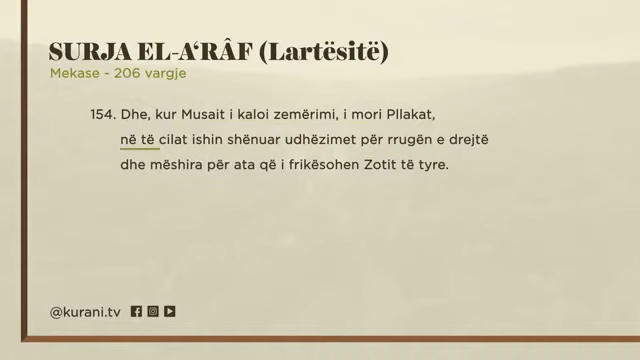 SURJA EL-A‘RÂF (Lartësitë)
Mekase - 206 vargje
154. Dhe, kur Musait i kaloi zemërimi, i mori Pllakat,
në të cilat ishin shënuar udhëzimet për rrugën e drejtë
dhe mëshira për ata që i frikësohen Zotit të tyre.
@kurani.tv